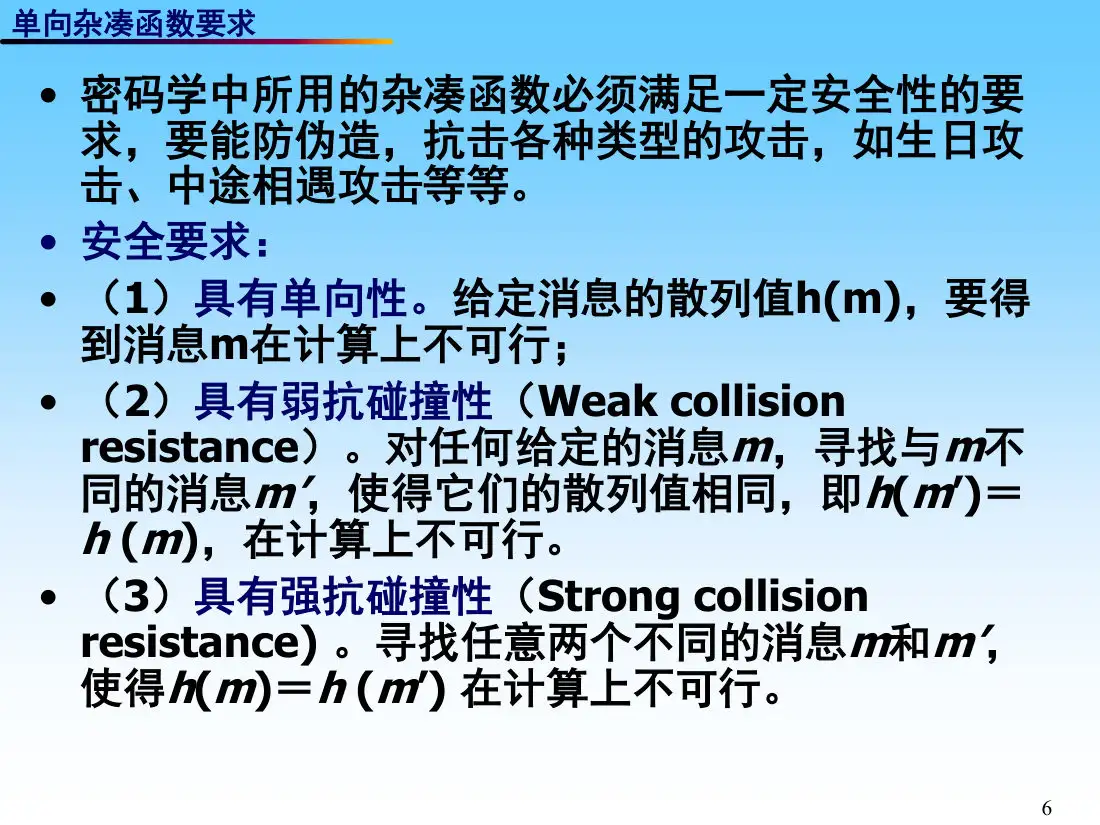 单向杂凑函数要求
• 密码学中所用的杂凑函数必须满足一定安全性的要
求，要能防伪造，抗击各种类型的攻击，如生日攻
击、中途相遇攻击等等。
• 安全要求：
• （1）具有单向性。给定消息的散列值h(m)，要得
到消息m在计算上不可行；
• （2）具有弱抗碰撞性（Weak collision
resistance）。对任何给定的消息m，寻找与m不
同的消息m′，使得它们的散列值相同，即h(m′)＝
h (m)，在计算上不可行。
• （3）具有强抗碰撞性（Strong collision
resistance) 。寻找任意两个不同的消息m和m′，
使得h(m)＝h (m′) 在计算上不可行。
6